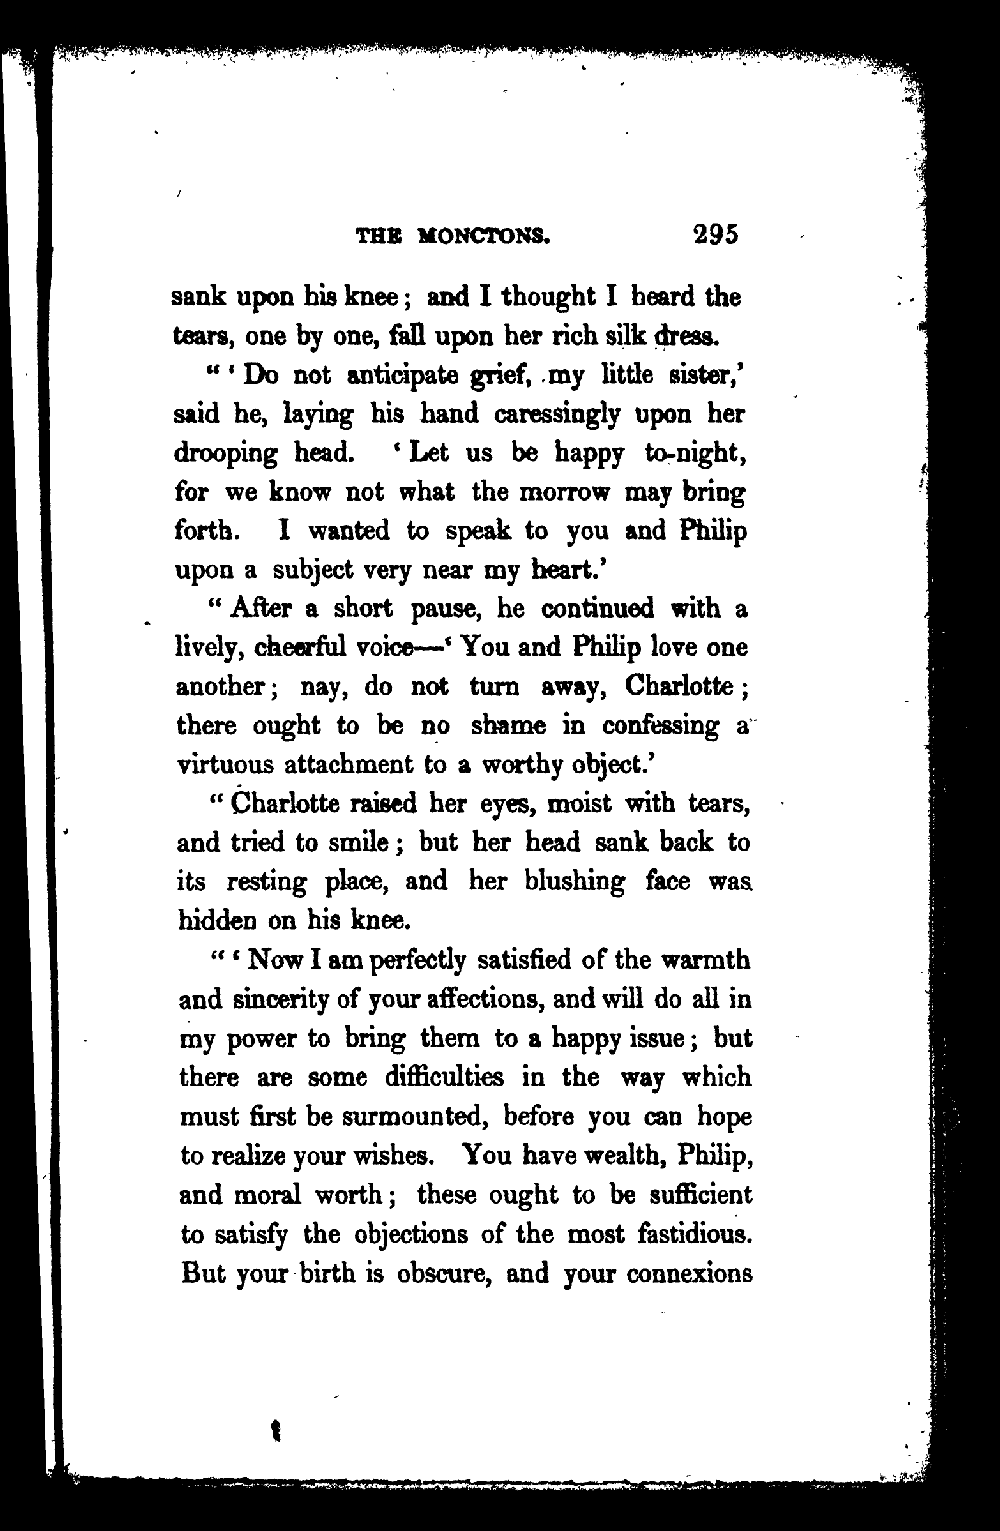 THE MONCTONS. 295
sank upon his knee; and I thought I heard the
tears, one by one, fall upon her rich silk dress.
“‘Do not anticipate grief, my little sister,’
said he, laying his hand caressingly upon her
drooping head. ‘Let us be happy to-night,
for we know not what the morrow may bring
forth. I wanted to speak to you and Philip
upon a subject very near my heart.’
“After a short pause, he continued with a
lively, cheerful voice—‘You and Philip love one
another; nay, do not turn away, Charlotte;
there ought to be no shame in confessing a
virtuous attachment to a worthy object.’
“Charlotte raised her eyes, moist with tears,
and tried to smile; but her head sank back to
its resting place, and her blushing face was
hidden on his knee.
“‘Now I am perfectly satisfied of the warmth
and sincerity of your affections, and will do all in
my power to bring them to a happy issue; but
there are some difficulties in the way which
must first be surmounted, before you can hope
to realize your wishes. You have wealth, Philip,
and moral worth; these ought to be sufficient
to satisfy the objections of the most fastidious.
But your birth is obscure, and your connexions